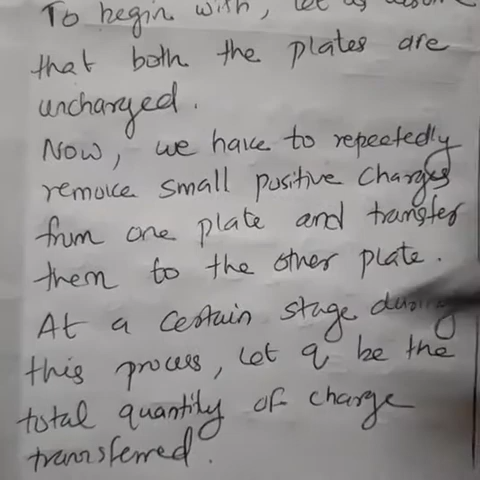 To begin with, let us assume
that both the plates are
uncharged.
Now, we have to repeatedly
remove small positive charges
from one plate and transfer
them to the other plate.
At a certain stage during
this process, let q be the
total quantity of charge
transferred.